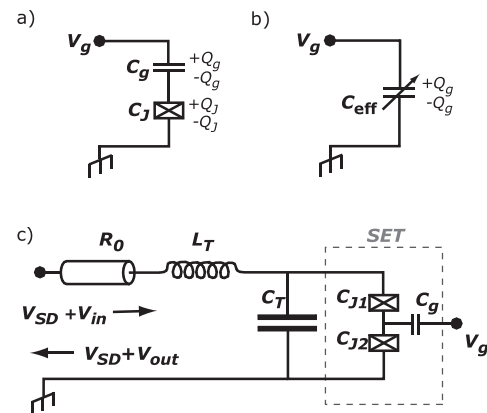 a)
V_g
C_g
+Q_g
-Q_g
C_J
+Q_J
-Q_J
b)
V_g
C_eff
+Q_g
-Q_g
c)
SET
R_0
L_T
C_T
C_J1
C_g
C_J2
V_g
V_SD + V_in
V_SD+V_out